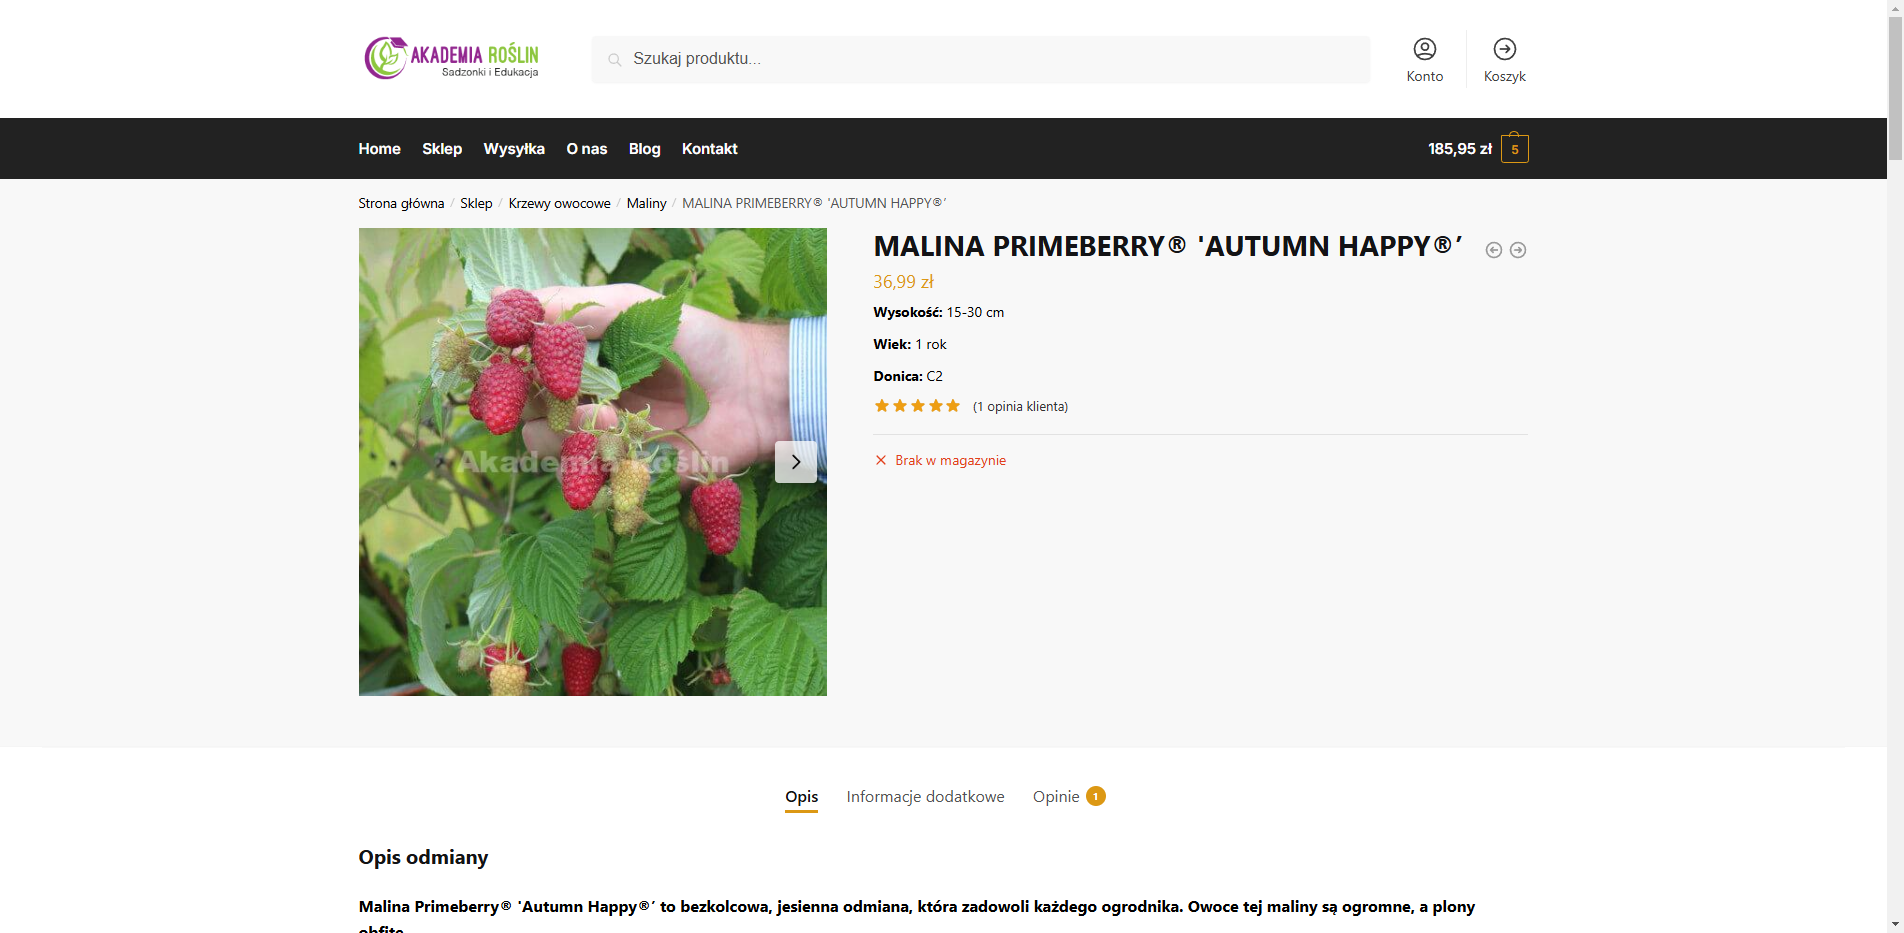 AKADEMIA ROŚLIN
Sadzonki i Edukacja
Szukaj produktu...
Konto
Koszyk
Home
Sklep
Wysyłka
O nas
Blog
Kontakt
185,95 zł
5
Strona główna / Sklep / Krzewy owocowe / Maliny / MALINA PRIMEBERRY® 'AUTUMN HAPPY®’
Akademia Roślin
MALINA PRIMEBERRY® 'AUTUMN HAPPY®’
36,99 zł
Wysokość: 15-30 cm
Wiek: 1 rok
Donica: C2
(1 opinia klienta)
Brak w magazynie
Opis
Informacje dodatkowe
Opinie 1
Opis odmiany
Malina Primeberry® 'Autumn Happy®’ to bezkolcowa, jesienna odmiana, która zadowoli każdego ogrodnika. Owoce tej maliny są ogromne, a plony
obfite